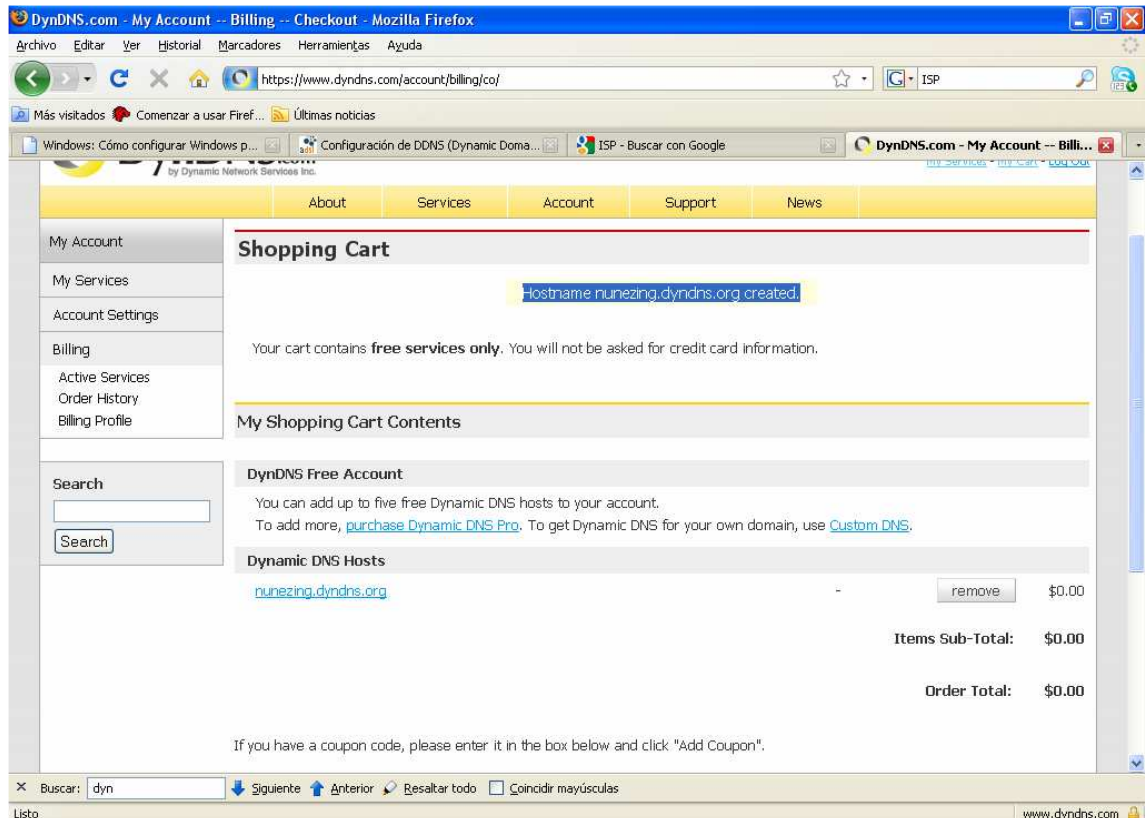 DynDNS.com - My Account -- Billing -- Checkout - Mozilla Firefox
Archivo Editar Ver Historial Marcadores Herramientas Ayuda
https://www.dyndns.com/account/billing/co/
G ISP
Más visitados Comenzar a usar Firef... Últimas noticias
Windows: Cómo configurar Windows p... Configuración de DDNS (Dynamic Doma... ISP - Buscar con Google DynDNS.com - My Account -- Billi...
by Dynamic Network Services Inc.
My Services - My Cart - Log Out
About Services Account Support News
My Account
My Services
Account Settings
Billing
Active Services
Order History
Billing Profile
Search
Search
Shopping Cart
Hostname nunezing.dyndns.org created.
Your cart contains free services only. You will not be asked for credit card information.
My Shopping Cart Contents
DynDNS Free Account
You can add up to five free Dynamic DNS hosts to your account.
To add more, purchase Dynamic DNS Pro. To get Dynamic DNS for your own domain, use Custom DNS.
Dynamic DNS Hosts
nunezing.dyndns.org - remove $0.00
Items Sub-Total: $0.00
Order Total: $0.00
If you have a coupon code, please enter it in the box below and click "Add Coupon".
Buscar: dyn Siguiente Anterior Resaltar todo Coincidir mayúsculas
Listo www.dyndns.com